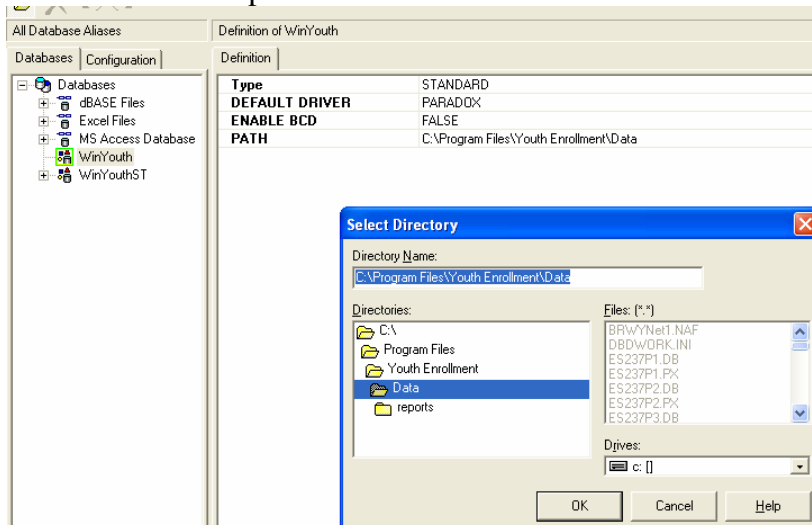 All Database Aliases
Definition of WinYouth
Databases
Configuration
Definition
Databases
dBASE Files
Excel Files
MS Access Database
WinYouth
WinYouthST
Type STANDARD
DEFAULT DRIVER PARADOX
ENABLE BCD FALSE
PATH C:\Program Files\Youth Enrollment\Data
Select Directory
Directory Name:
C:\Program Files\Youth Enrollment\Data
Directories:
C:\
Program Files
Youth Enrollment
Data
reports
Files: (*.*)
BRWYNet1.NAF
DBDWORK.INI
ES237P1.DB
ES237P1.PX
ES237P2.DB
ES237P2.PX
ES237P3.DB
Drives:
c: []
OK
Cancel
Help